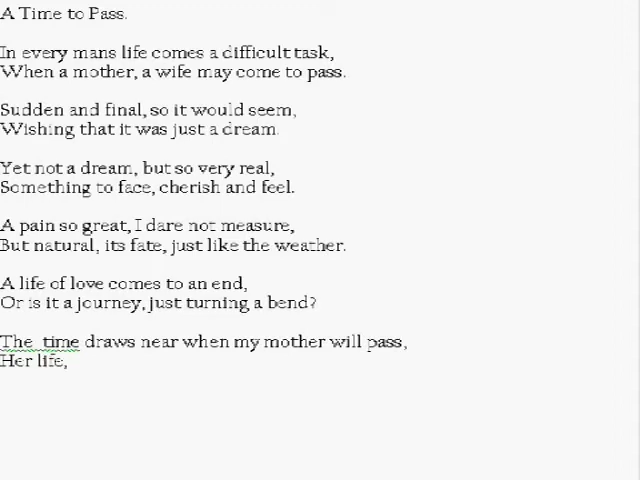 A Time to Pass.
In every mans life comes a difficult task,
When a mother, a wife may come to pass.
Sudden and final, so it would seem,
Wishing that it was just a dream.
Yet not a dream, but so very real,
Something to face, cherish and feel.
A pain so great, I dare not measure,
But natural, its fate, just like the weather.
A life of love comes to an end,
Or is it a journey, just turning a bend?
The  time draws near when my mother will pass,
Her life,